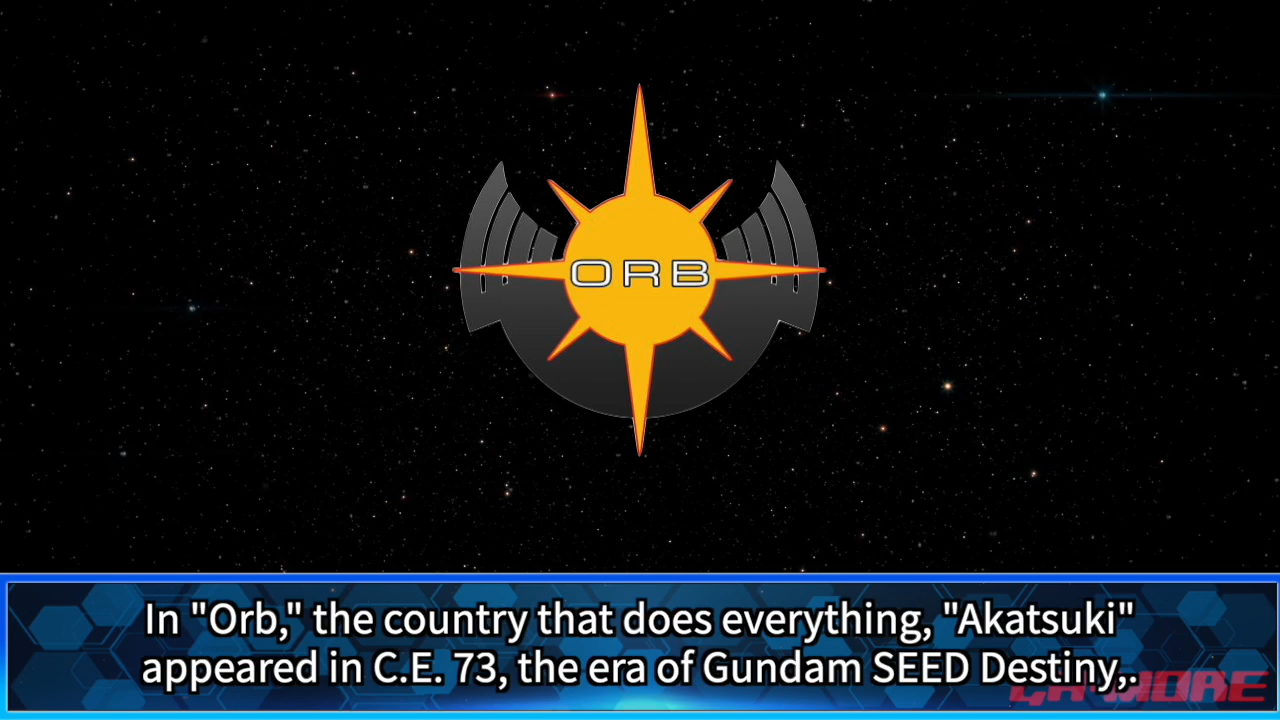 ORB
In "Orb," the country that does everything, "Akatsuki"
appeared in C.E. 73, the era of Gundam SEED Destiny,.